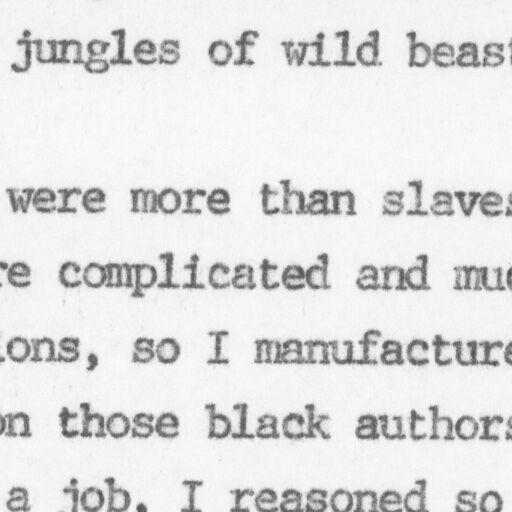 jungles of wild beast
were more than slaves
re complicated and muc
ions, so I manufacture
on those black authors
a job. I reasoned so